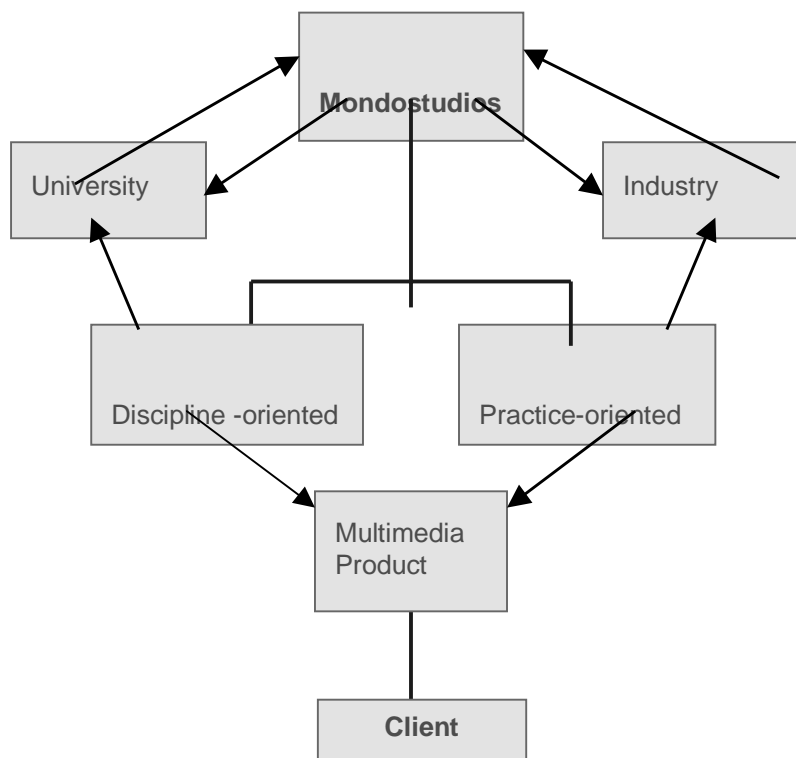 Mondostudios
University
Industry
Discipline -oriented
Practice-oriented
Multimedia
Product
Client